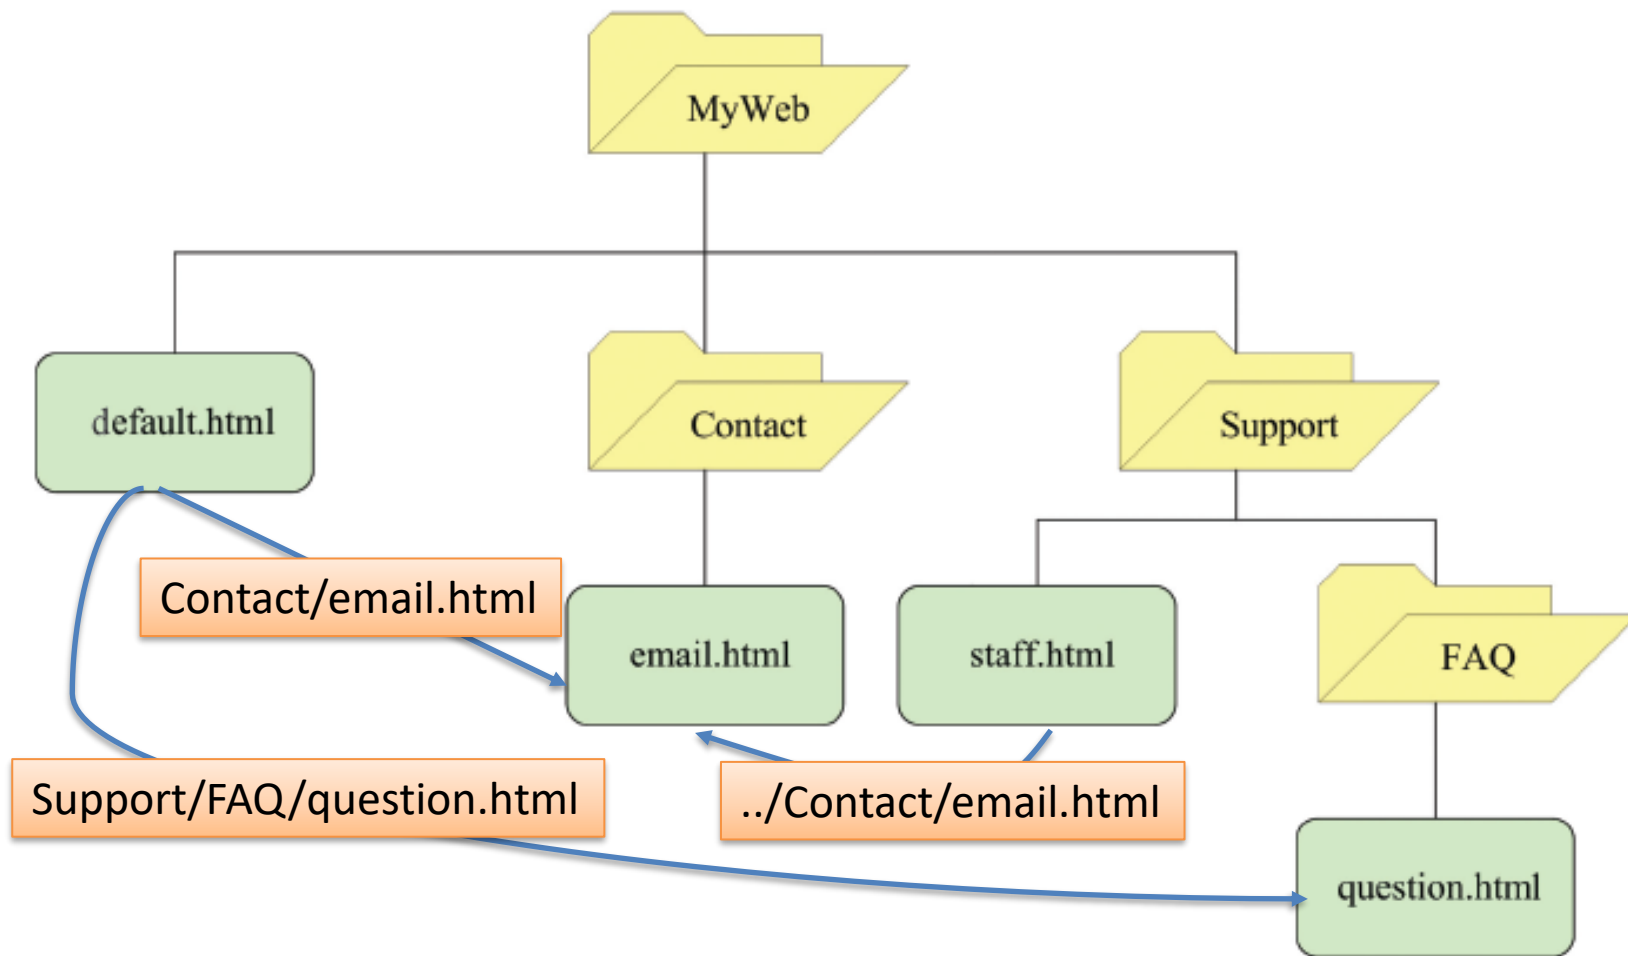 MyWeb
default.html
Contact
Support
Contact/email.html
email.html
staff.html
FAQ
Support/FAQ/question.html
../Contact/email.html
question.html